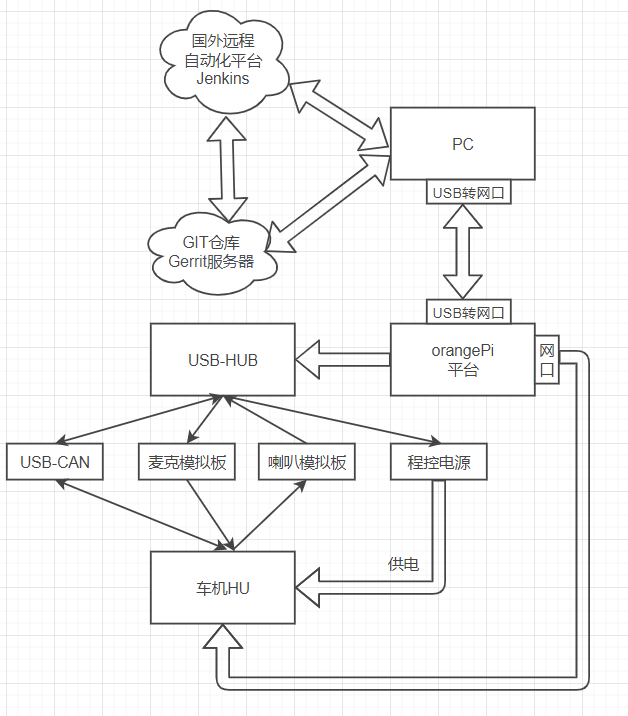 国外远程
自动化平台
Jenkins
PC
USB转网口
GIT仓库
Gerrit服务器
USB转网口
USB-HUB
orangePi
平台
网
口
USB-CAN
麦克模拟板
喇叭模拟板
程控电源
供电
车机HU